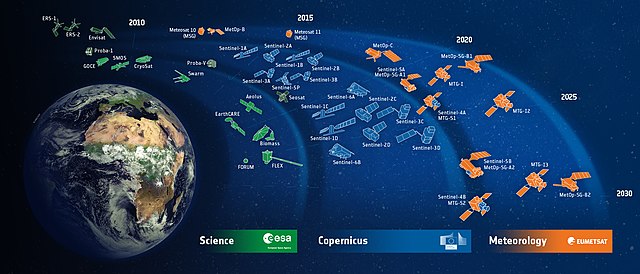 2010
2015
2020
2025
2030
ERS-1
ERS-2
Envisat
Meteosat 10
(MSG)
MetOp-B
Meteosat 11
(MSG)
Proba-1
GOCE
SMOS
CryoSat
Proba-V
Swarm
Sentinel-1A
Sentinel-2A
Sentinel-1B
Sentinel-2B
Sentinel-3A
Sentinel-3B
Sentinel-5P
Seosat
MetOp-C
Sentinel-5A
MetOp-SG-A1
MetOp-SG-B1
MTG-I
MTG-I2
Aeolus
EarthCARE
Biomass
FORUM
FLEX
Sentinel-6A
Sentinel-1C
Sentinel-2C
Sentinel-3C
Sentinel-4A
MTG-S1
Sentinel-1D
Sentinel-2D
Sentinel-3D
Sentinel-6B
Sentinel-5B
MetOp-SG-A2
MTG-I3
MetOp-SG-B2
Sentinel-4B
MTG-S2
Science
esa
Copernicus
Meteorology
EUMETSAT